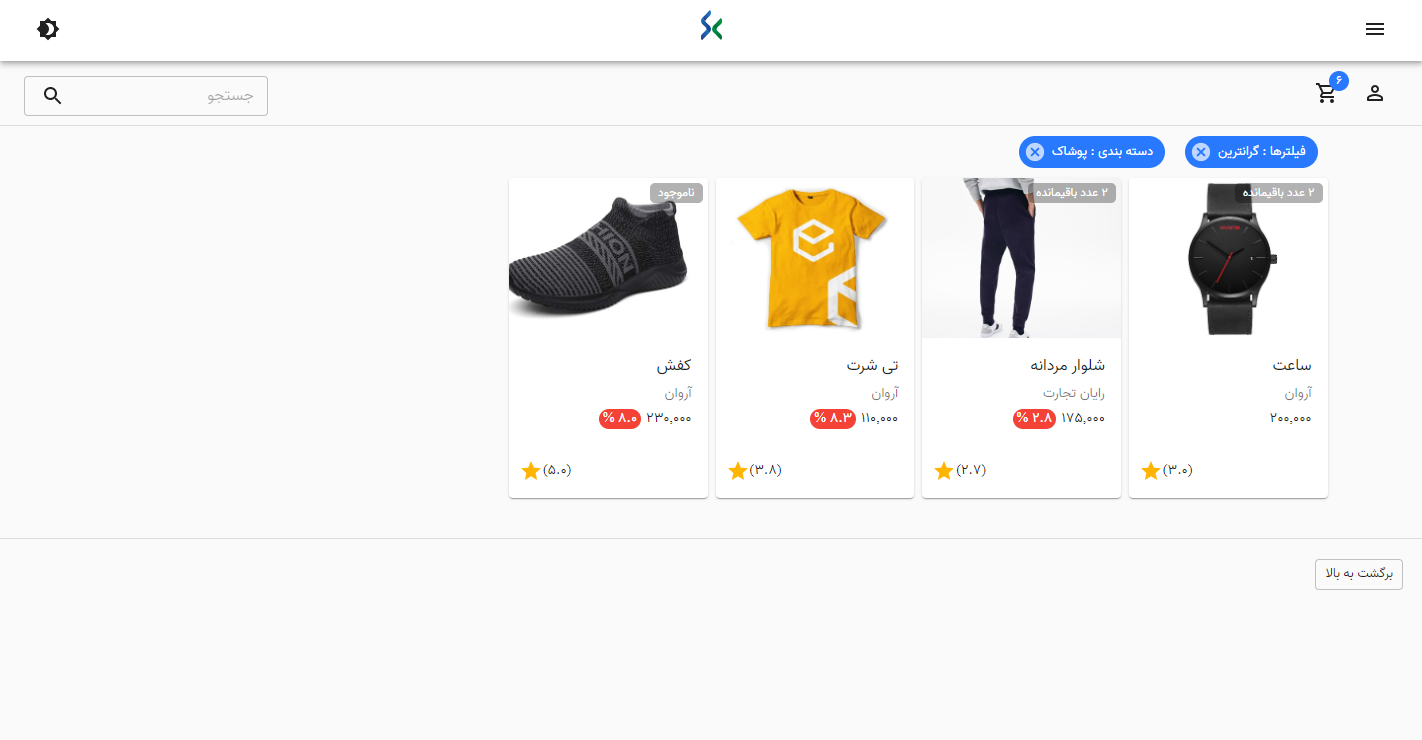 ۶
جستجو
فیلترها : گرانترین
دسته بندی : پوشاک
۲ عدد باقیمانده
ساعت
آروان
۲۰۰,۰۰۰
(۳.۰)
۲ عدد باقیمانده
شلوار مردانه
رایان تجارت
۱۷۵,۰۰۰ ۲.۸ %
(۲.۷)
تی شرت
آروان
۱۱۰,۰۰۰ ۸.۳ %
(۳.۸)
ناموجود
HION
کفش
آروان
۲۳۰,۰۰۰ ۸.۰ %
(۵.۰)
برگشت به بالا